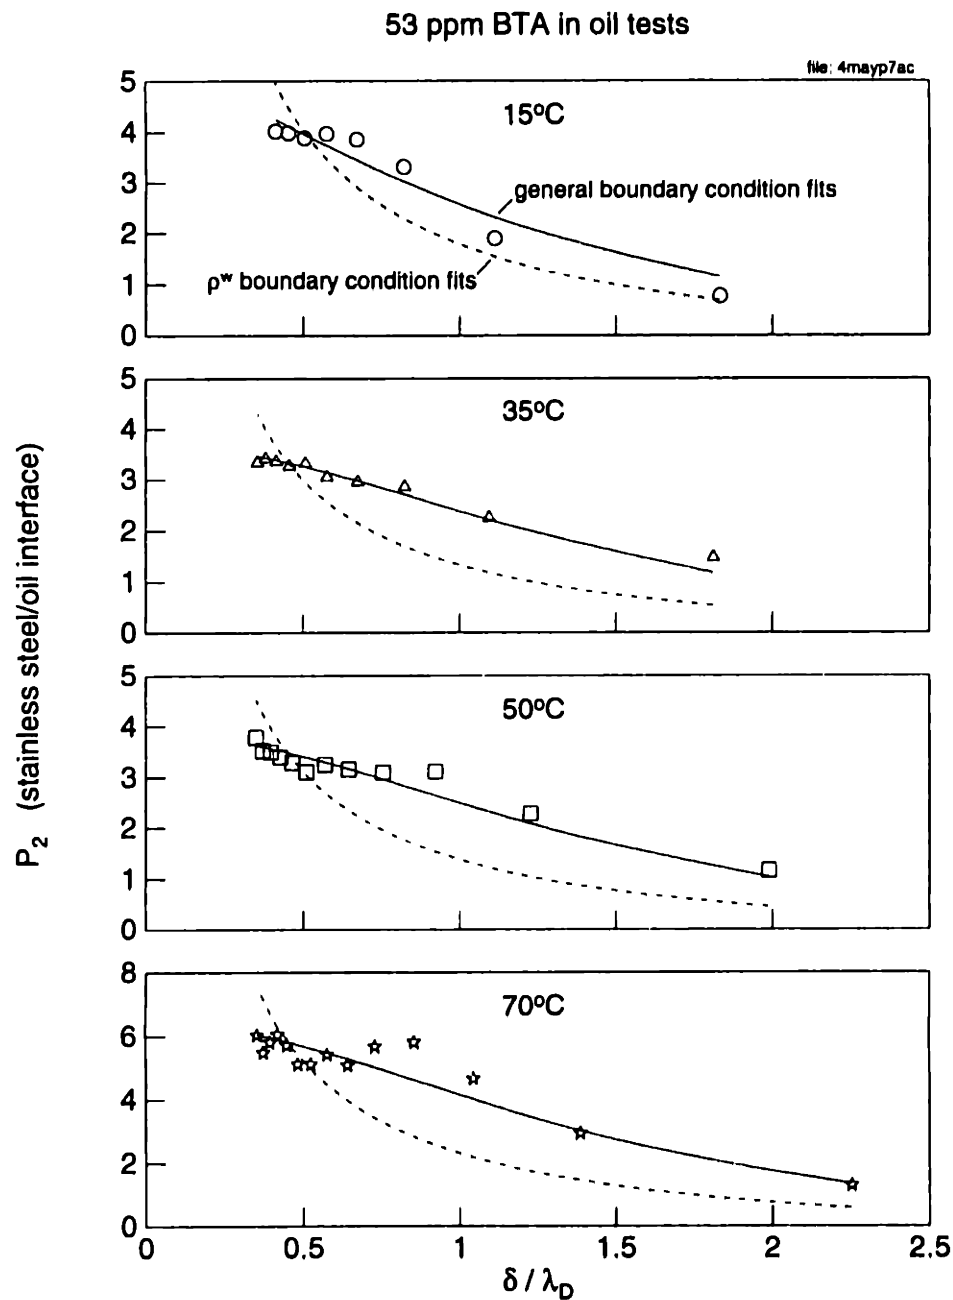 53 ppm BTA in oil tests
file: 4mayp7ac
15ºC
general boundary condition fits
ρʷ boundary condition fits
5
4
3
2
1
0
35ºC
5
4
3
2
1
0
50ºC
5
4
3
2
1
0
70ºC
8
6
4
2
0
0 0.5 1 1.5 2 2.5
δ / λD
P2 (stainless steel/oil interface)